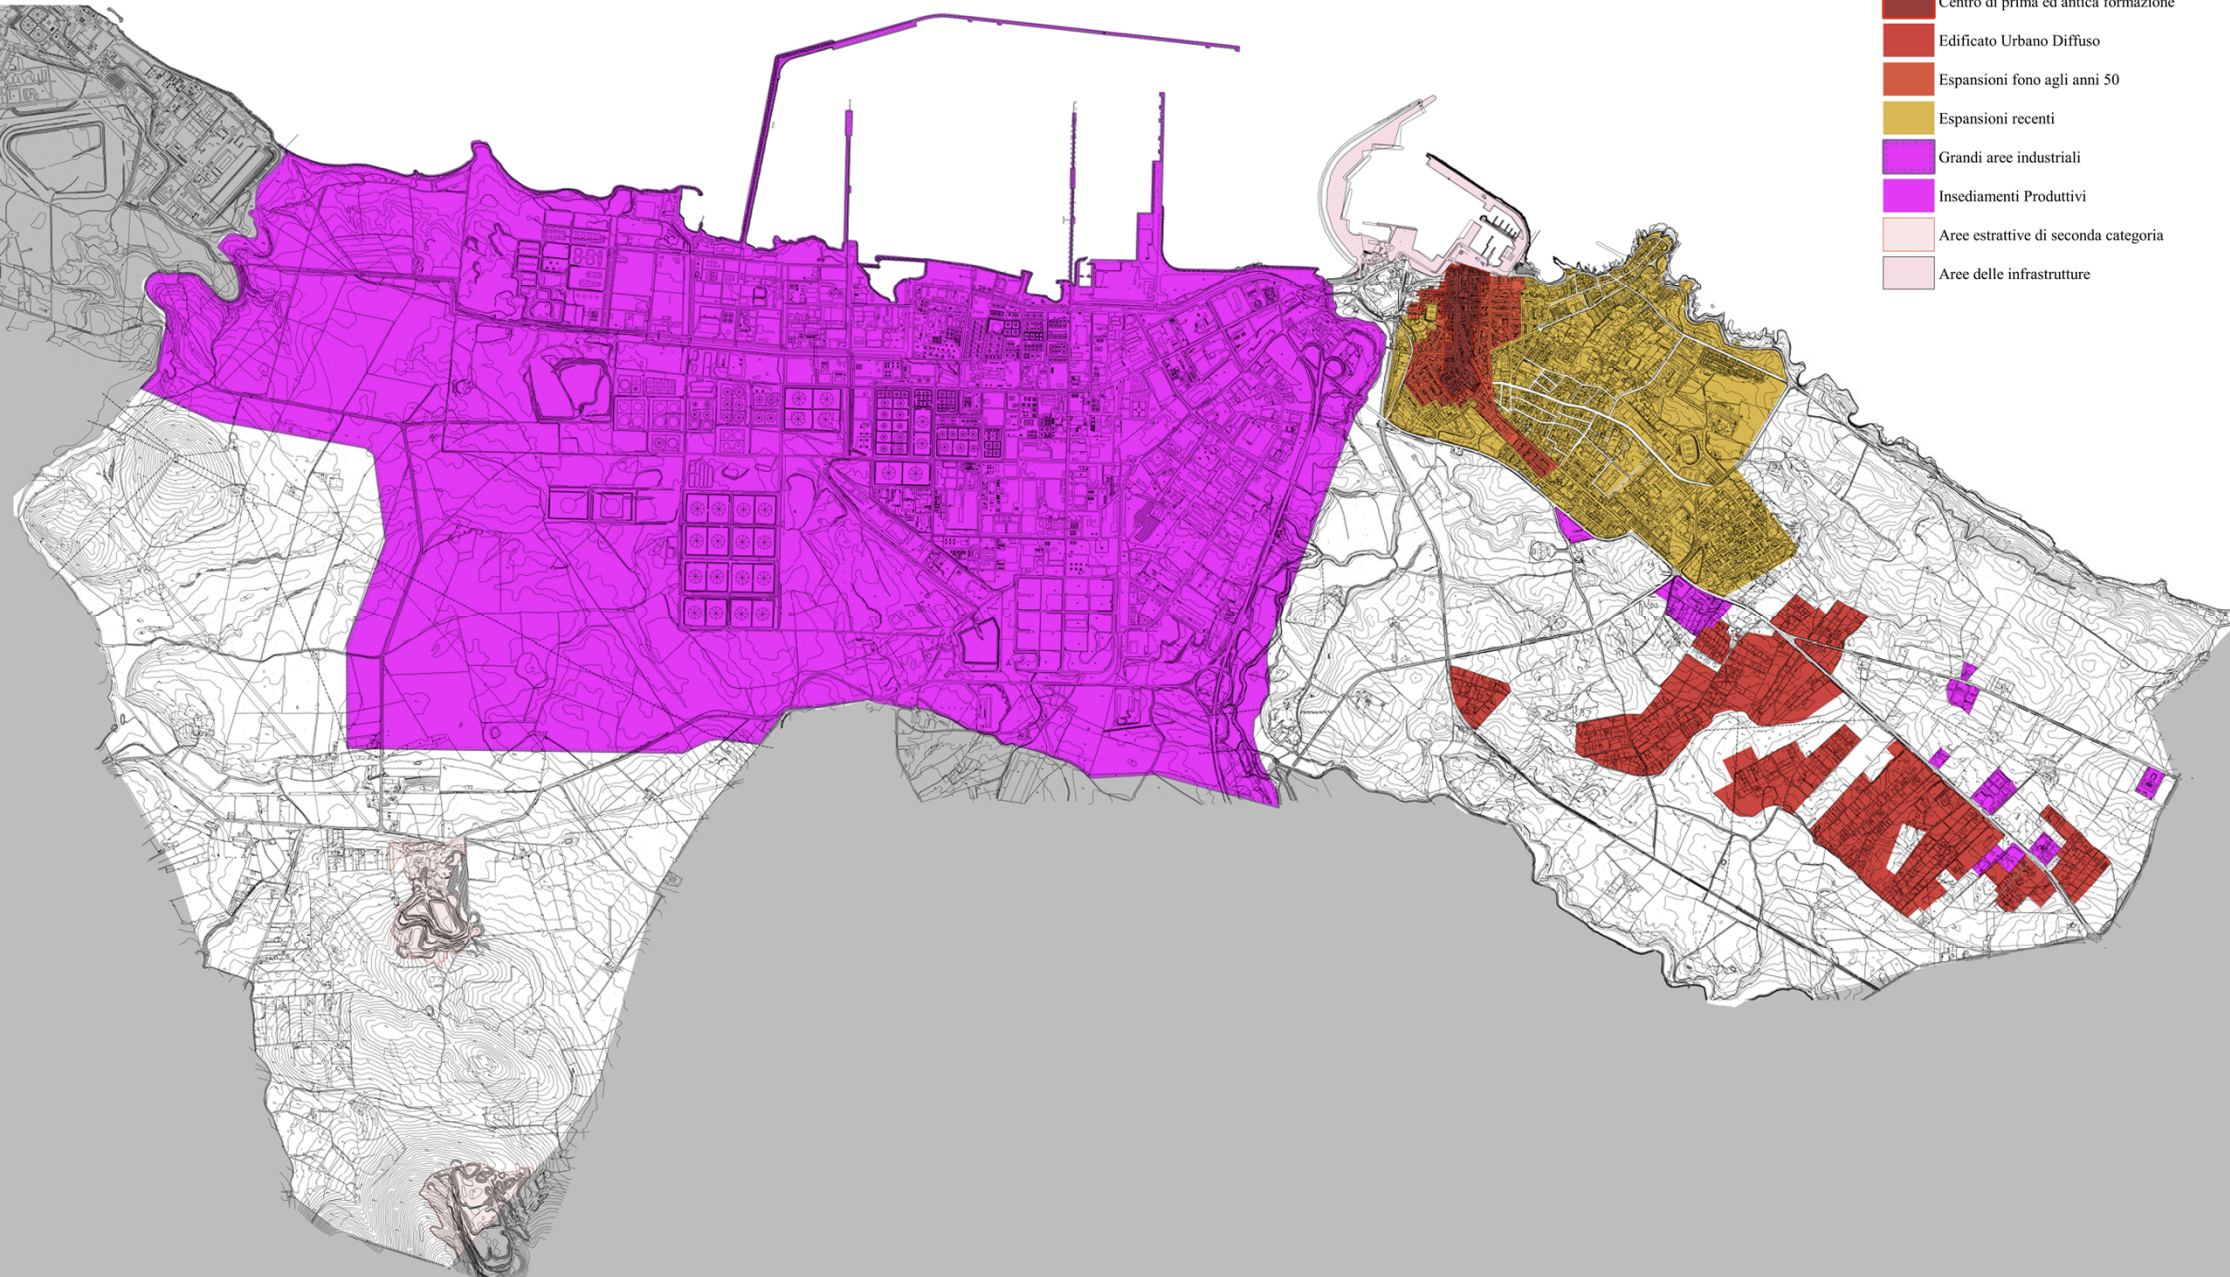 Centro di prima ed antica formazione
Edificato Urbano Diffuso
Espansioni fono agli anni 50
Espansioni recenti
Grandi aree industriali
Insediamenti Produttivi
Aree estrattive di seconda categoria
Aree delle infrastrutture